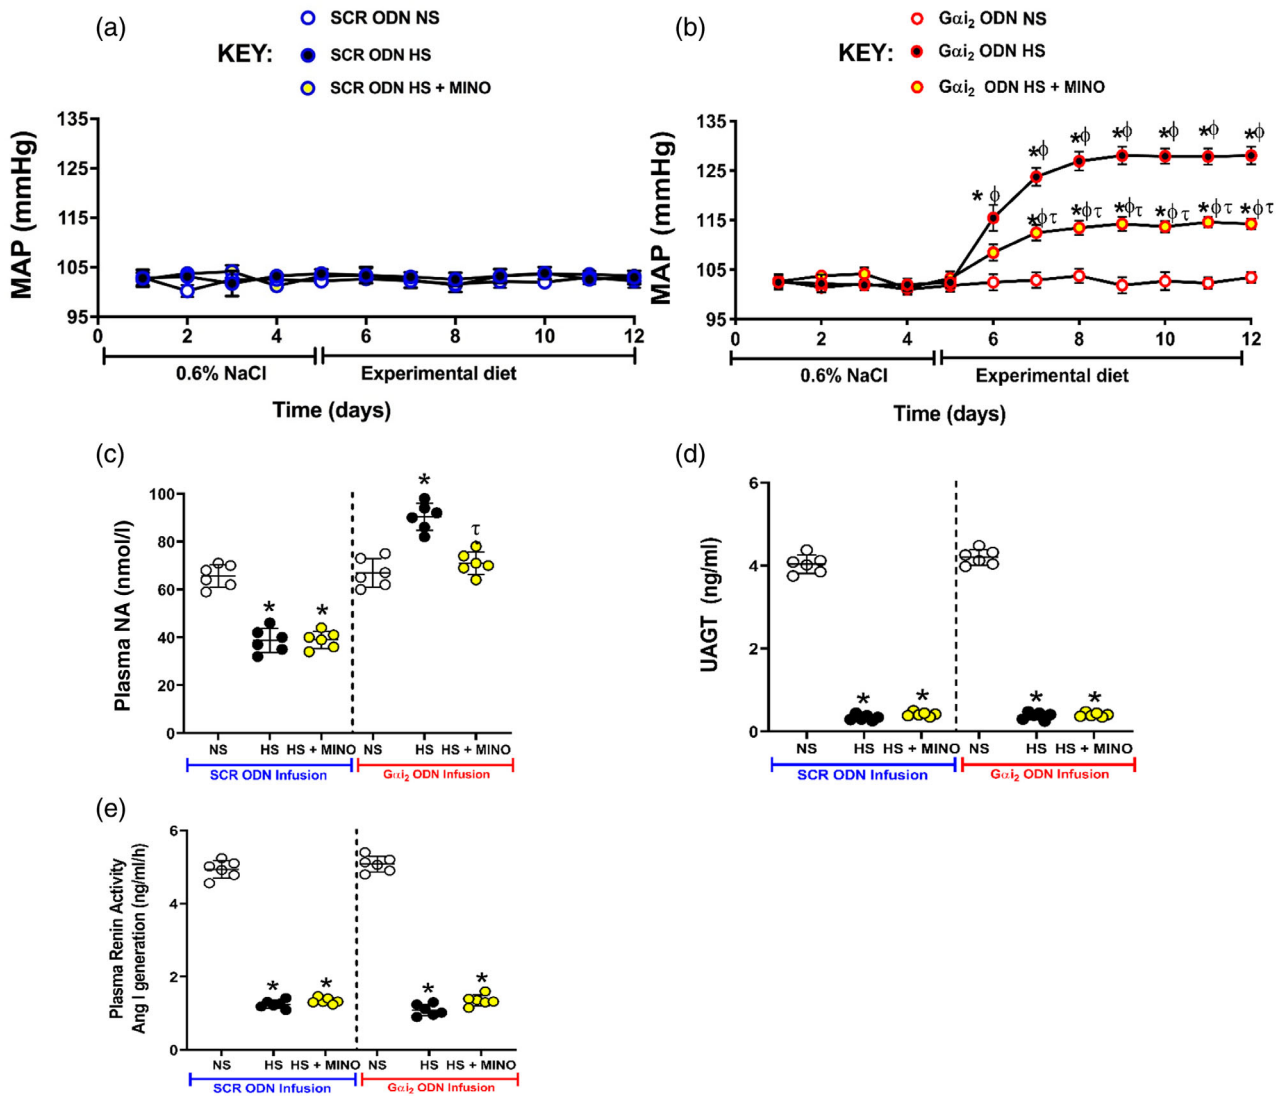 (a)
KEY:
SCR ODN NS
SCR ODN HS
SCR ODN HS + MINO
MAP (mmHg)
135
125
115
105
95
0 2 4 6 8 10 12
0.6% NaCl Experimental diet
Time (days)
(b)
KEY:
Gαi₂ ODN NS
Gαi₂ ODN HS
Gαi₂ ODN HS + MINO
MAP (mmHg)
135
125
115
105
95
* ϕ *ϕ *ϕ *ϕ *ϕ *ϕ *ϕ
*ϕτ *ϕτ *ϕτ *ϕτ *ϕτ *ϕτ
0 2 4 6 8 10 12
0.6% NaCl Experimental diet
Time (days)
(c)
Plasma NA (nmol/l)
100
80
60
40
20
0
* * * τ
NS HS HS + MINO NS HS HS + MINO
SCR ODN Infusion Gαi₂ ODN Infusion
(d)
UAGT (ng/ml)
6
4
2
0
* * * *
NS HS HS + MINO NS HS HS + MINO
SCR ODN Infusion Gαi₂ ODN Infusion
(e)
Plasma Renin Activity
Ang I generation (ng/ml/h)
6
4
2
0
* * * *
NS HS HS + MINO NS HS HS + MINO
SCR ODN Infusion Gαi₂ ODN Infusion